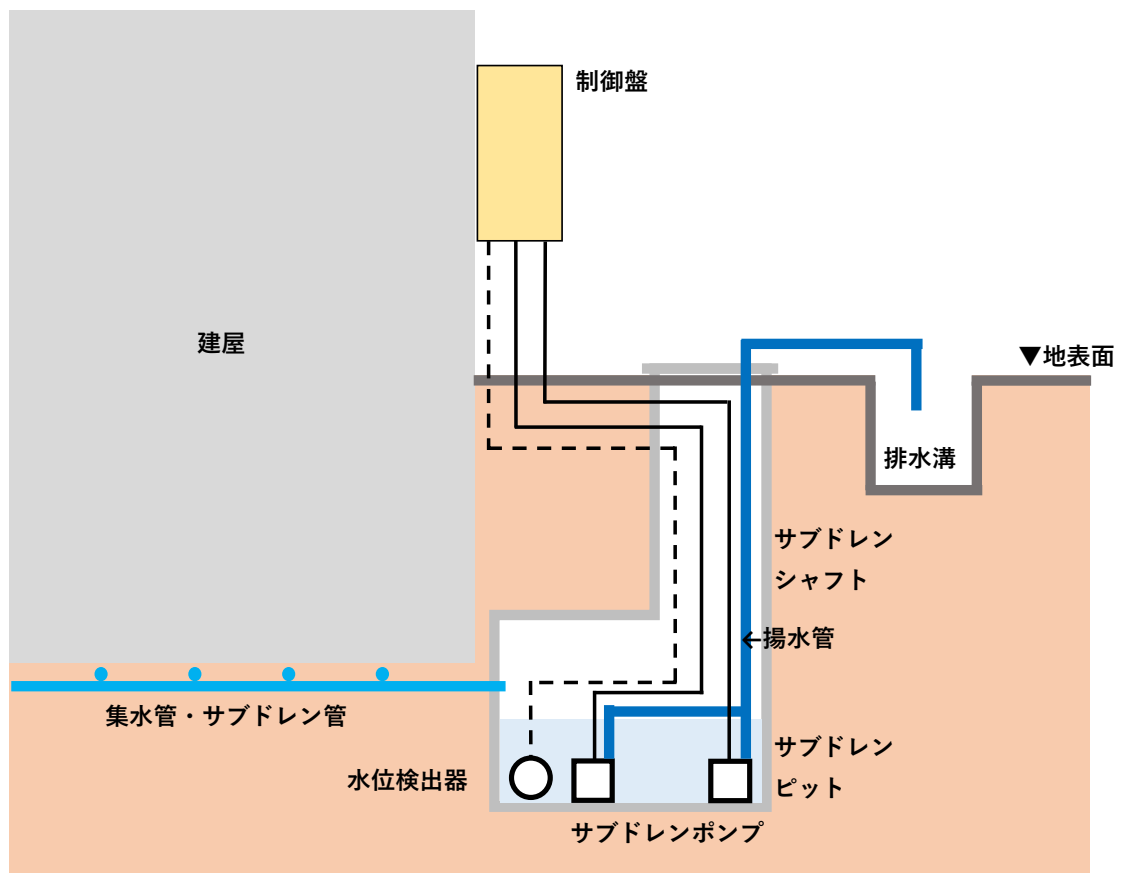 制御盤
建屋
▼地表面
排水溝
サブドレン
シャフト
←揚水管
集水管・サブドレン管
サブドレン
ピット
水位検出器
サブドレンポンプ